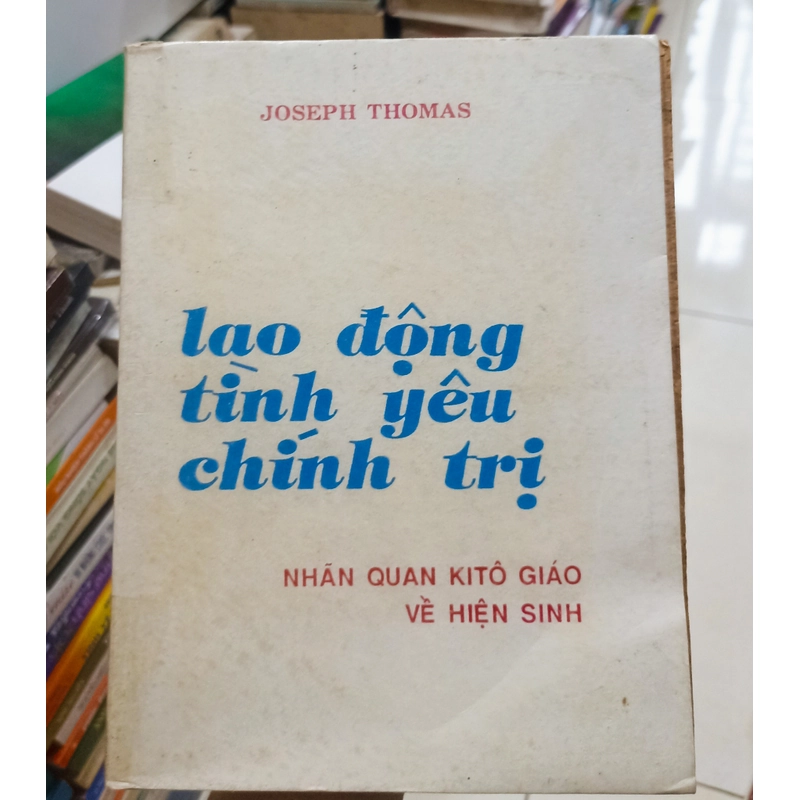 JOSEPH THOMAS
lao động
tình yêu
chính trị
NHÃN QUAN KITÔ GIÁO
VỀ HIỆN SINH